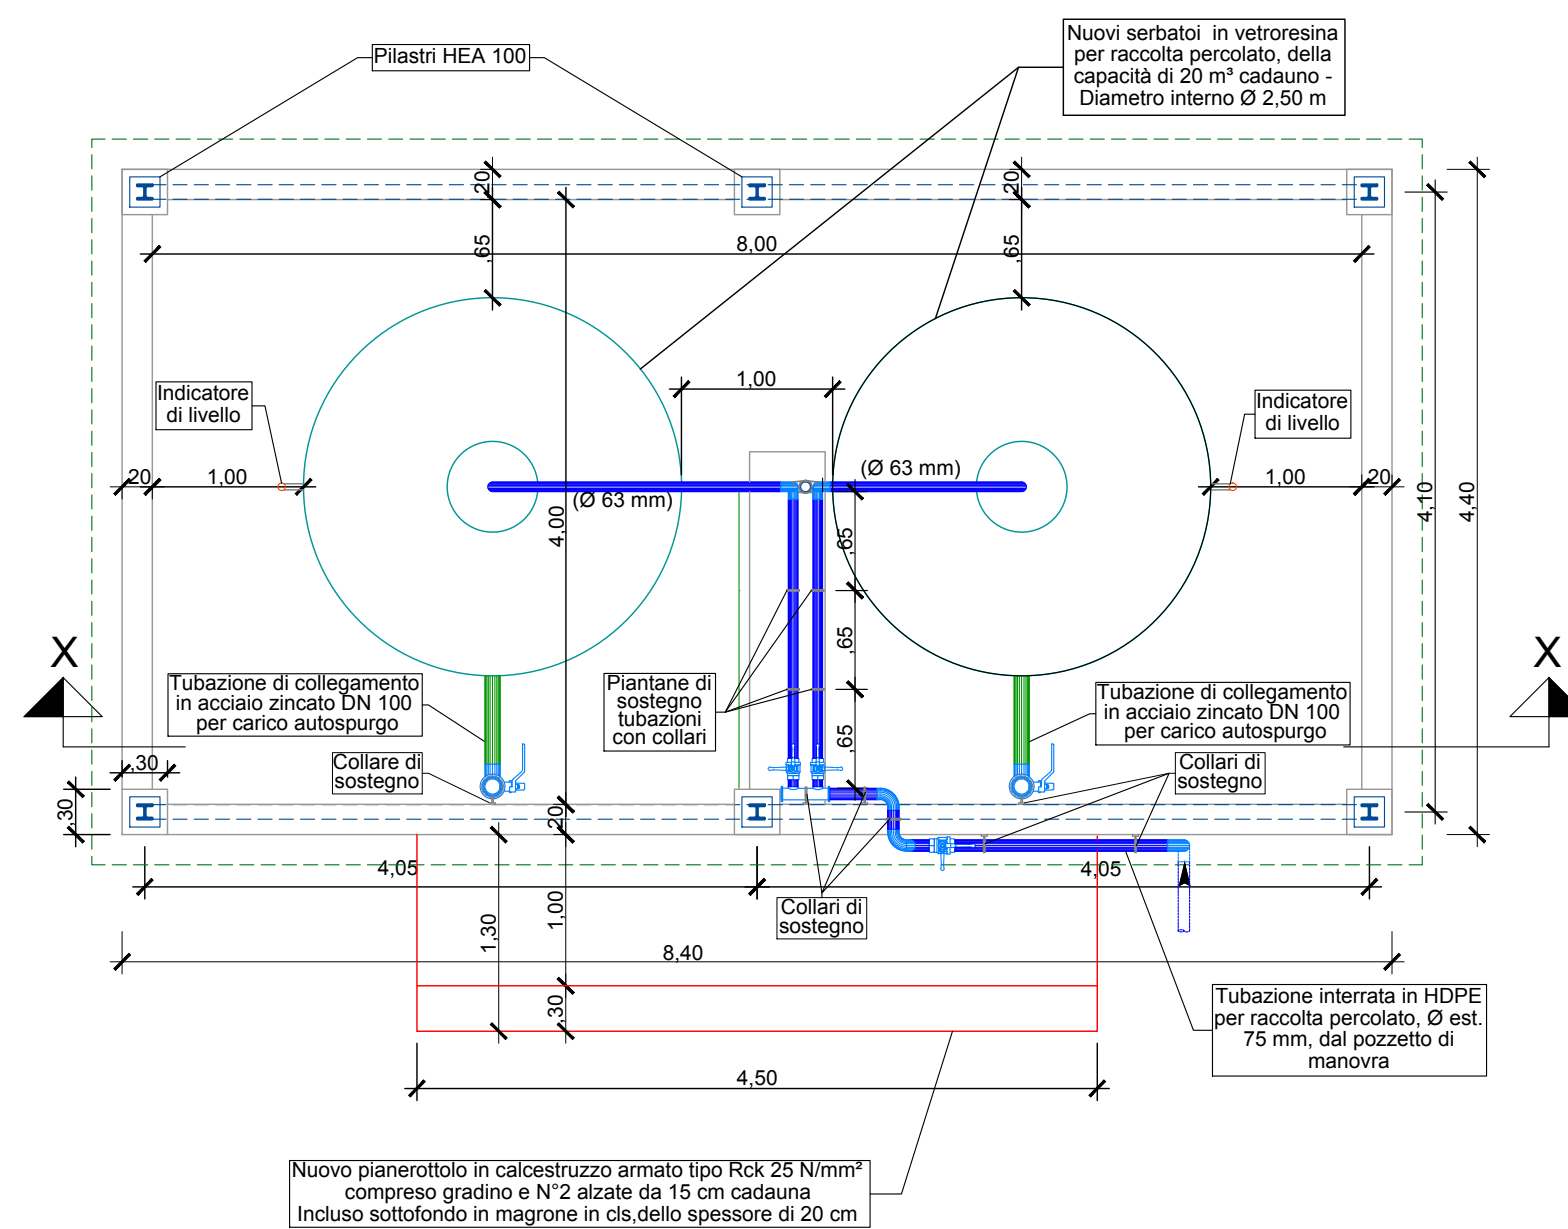 Pilastri HEA 100
Nuovi serbatoi in vetroresina
per raccolta percolato, della
capacità di 20 m³ cadauno -
Diametro interno Ø 2,50 m
,20
,20
,65
,65
8,00
1,00
Indicatore
di livello
Indicatore
di livello
(Ø 63 mm)
(Ø 63 mm)
,20
1,00
1,00
,20
4,00
,65
,65
,65
4,10
4,40
X
X
Tubazione di collegamento
in acciaio zincato DN 100
per carico autospurgo
Piantane di
sostegno
tubazioni
con collari
Tubazione di collegamento
in acciaio zincato DN 100
per carico autospurgo
Collare di
sostegno
Collari di
sostegno
,30
,30
,20
4,05
4,05
Collari di
sostegno
1,30
1,00
8,40
,30
Tubazione interrata in HDPE
per raccolta percolato, Ø est.
75 mm, dal pozzetto di
manovra
4,50
Nuovo pianerottolo in calcestruzzo armato tipo Rck 25 N/mm²
compreso gradino e N°2 alzate da 15 cm cadauna
Incluso sottofondo in magrone in cls,dello spessore di 20 cm